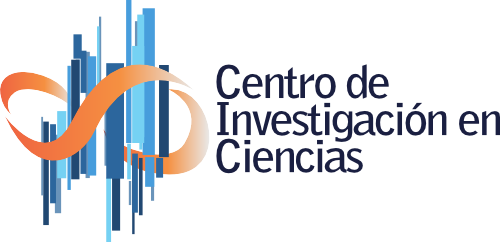 Centro de
Investigación en
Ciencias